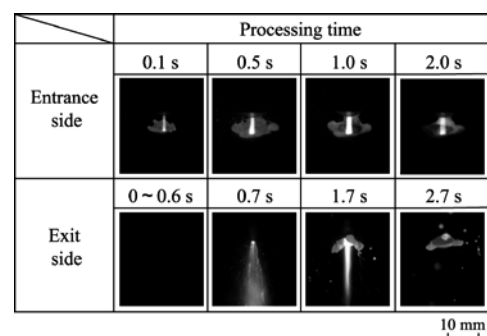 Processing time
0.1 s 0.5 s 1.0 s 2.0 s
Entrance
side
0 ~ 0.6 s 0.7 s 1.7 s 2.7 s
Exit
side
10 mm